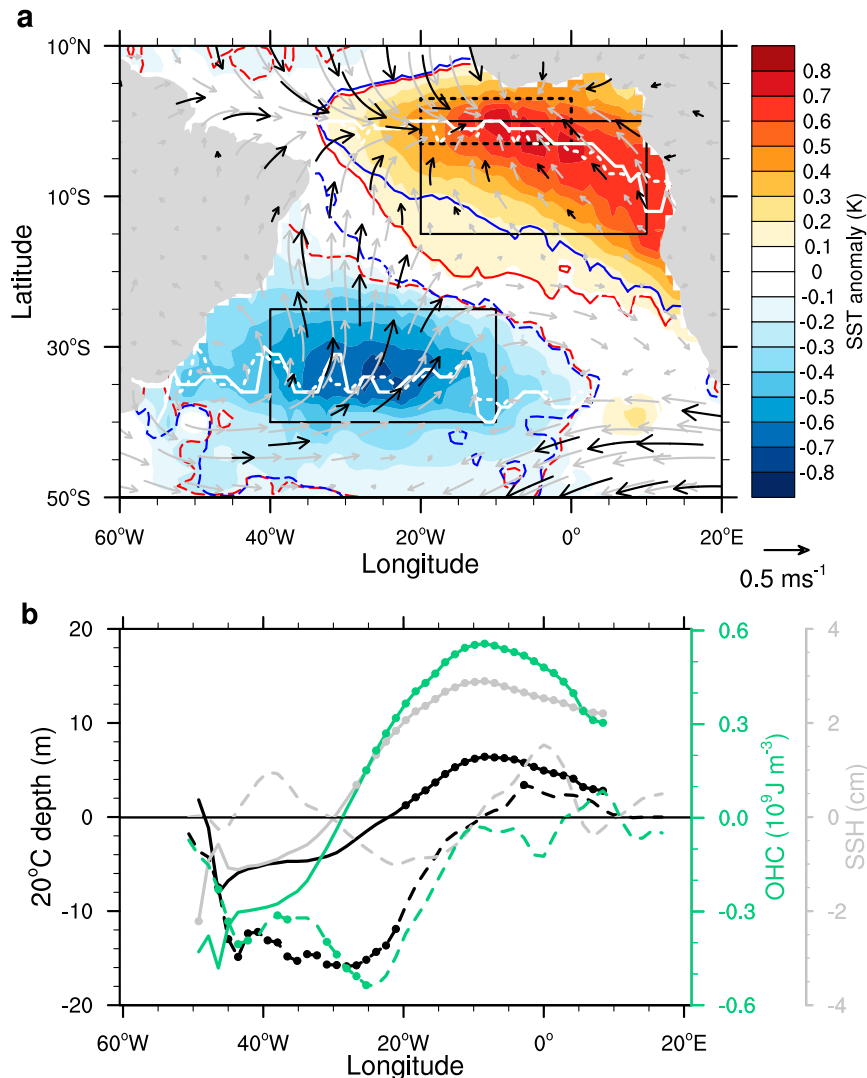 a
10°N
10°S
30°S
50°S
Latitude
60°W
40°W
20°W
0°
20°E
Longitude
0.8
0.7
0.6
0.5
0.4
0.3
0.2
0.1
0
-0.1
-0.2
-0.3
-0.4
-0.5
-0.6
-0.7
-0.8
SST anomaly (K)
0.5 ms⁻¹
b
20
10
0
-10
-20
20°C depth (m)
60°W
40°W
20°W
0°
20°E
Longitude
0.6
0.3
0.0
-0.3
-0.6
OHC (10⁹J m⁻³)
4
2
0
-2
-4
SSH (cm)